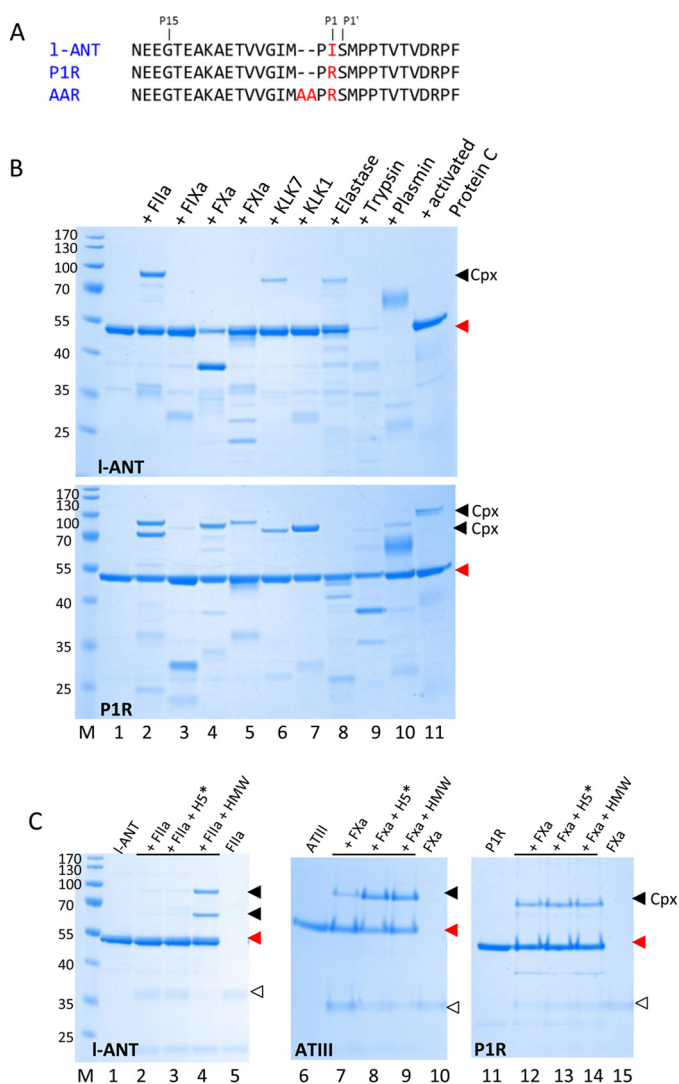 A
P15 P1 P1'
l-ANT NEEGTEAKAETVVGIM--PISMPPTVTVDRPF
P1R NEEGTEAKAETVVGIM--PRSMPPTVTVDRPF
AAR NEEGTEAKAETVVGIMAAPRSMPPTVTVDRPF
B
+ FIIa
+ FIXa
+ FXa
+ FXIa
+ KLK7
+ KLK1
+ Elastase
+ Trypsin
+ Plasmin
+ activated
Protein C
170
130
100
70
55
40
35
25
Cpx
l-ANT
170
130
100
70
55
40
35
25
Cpx
Cpx
P1R
M 1 2 3 4 5 6 7 8 9 10 11
C
l-ANT
+ FIIa
+ FIIa + H5*
+ FIIa + HMW
FIIa
ATIII
+ FXa
+ Fxa + H5*
+ Fxa + HMW
FXa
P1R
+ FXa
+ FXa + H5*
+ FXa + HMW
FXa
170
130
100
70
55
40
35
25
Cpx
l-ANT
ATIII
P1R
M 1 2 3 4 5 6 7 8 9 10 11 12 13 14 15